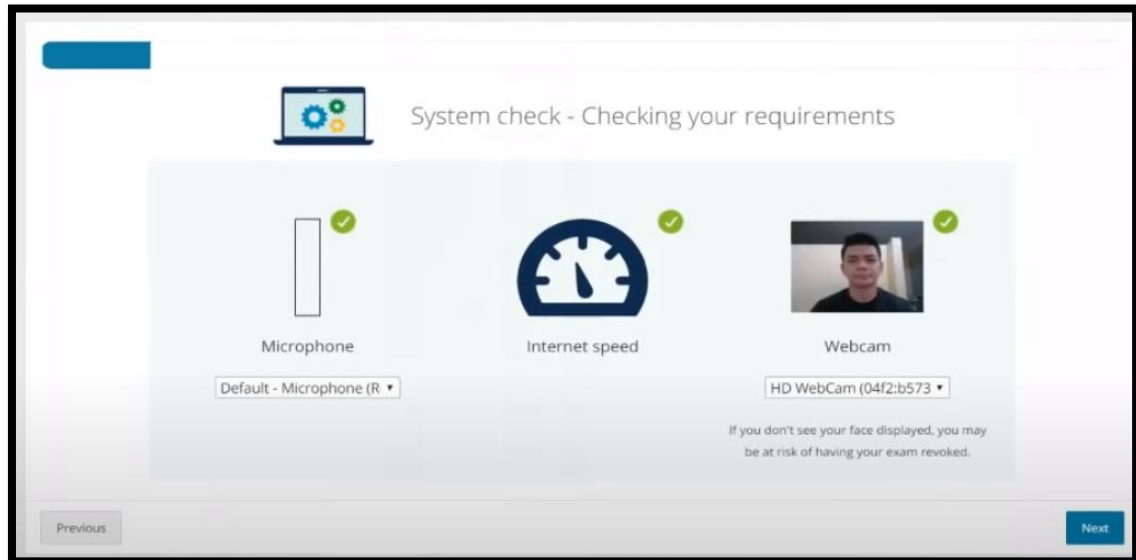 System check - Checking your requirements
Microphone
Internet speed
Webcam
Default - Microphone (R
HD WebCam (04f2:b573
If you don't see your face displayed, you may
be at risk of having your exam revoked.
Previous
Next